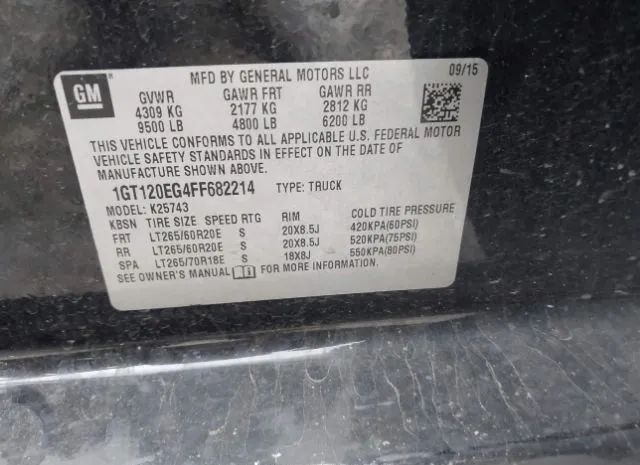 GM
MFD BY GENERAL MOTORS LLC 09/15
GVWR GAWR FRT GAWR RR
4309 KG 2177 KG 2812 KG
9500 LB 4800 LB 6200 LB
THIS VEHICLE CONFORMS TO ALL APPLICABLE U.S. FEDERAL MOTOR
VEHICLE SAFETY STANDARDS IN EFFECT ON THE DATE OF
MANUFACTURE SHOWN ABOVE.
1GT120EG4FF682214 TYPE: TRUCK
MODEL: K25743
KBSN TIRE SIZE SPEED RTG RIM COLD TIRE PRESSURE
FRT LT265/60R20E S 20X8.5J 420KPA(60PSI)
RR LT265/60R20E S 20X8.5J 520KPA(75PSI)
SPA LT265/70R18E S 18X8J 550KPA(80PSI)
SEE OWNER'S MANUAL FOR MORE INFORMATION.